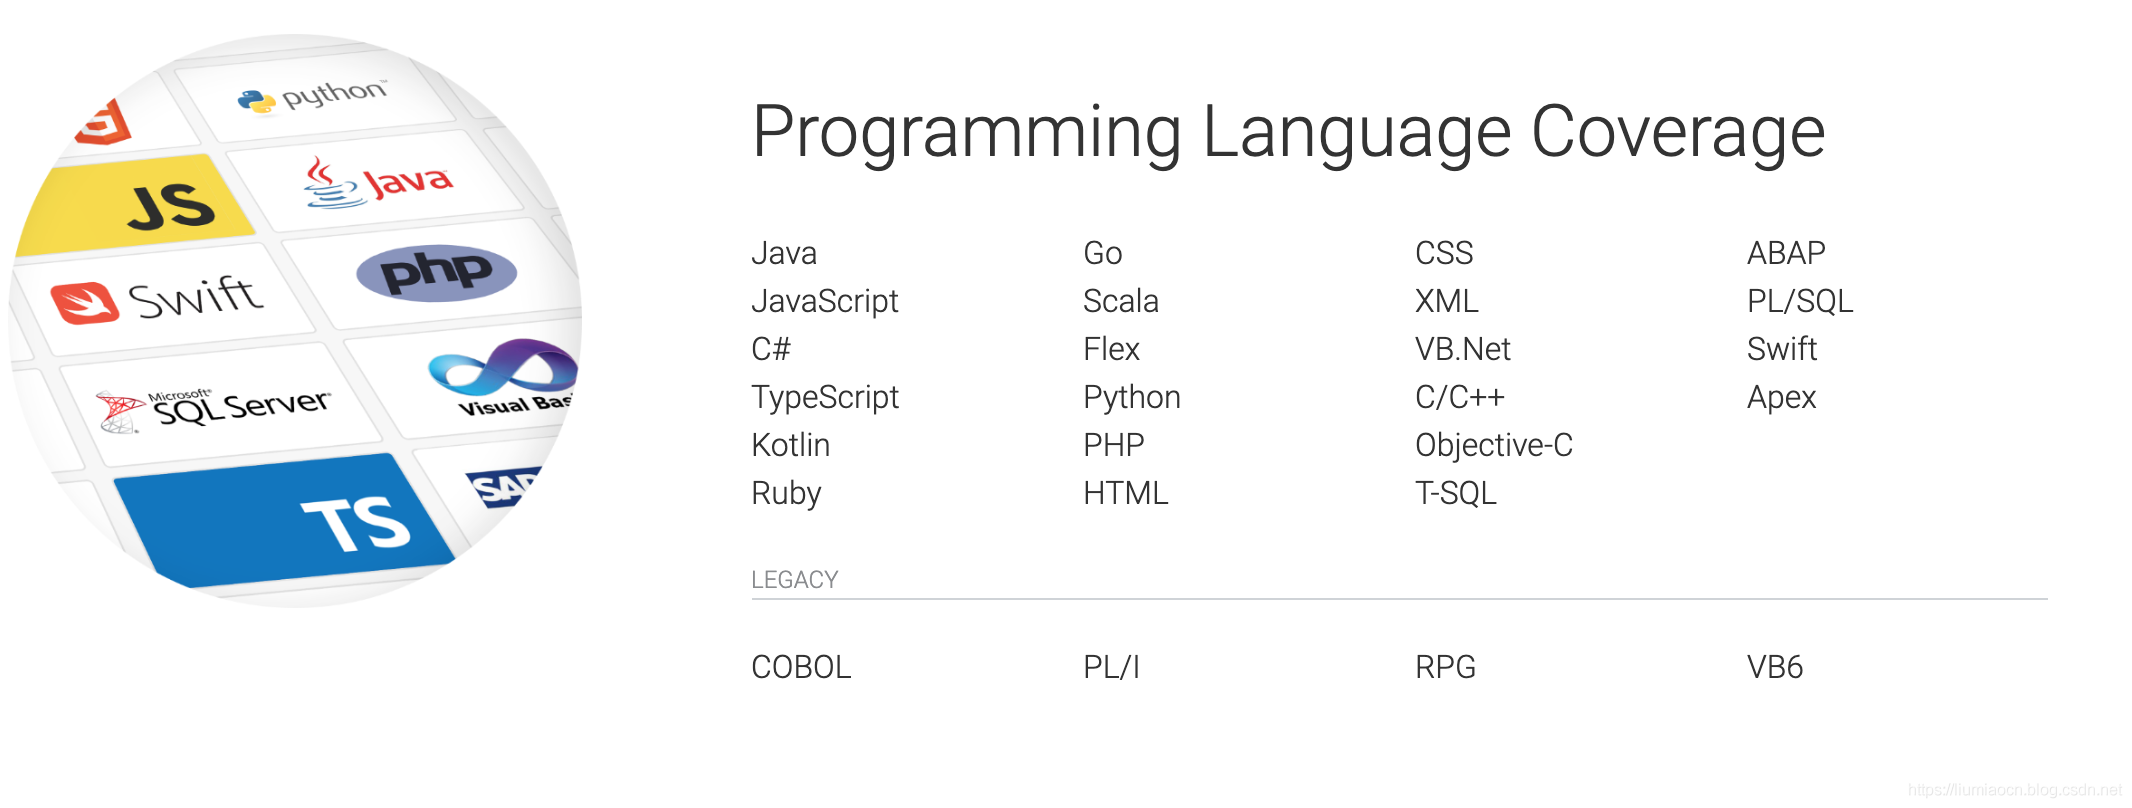 python™
JS
Java
Swift
php
Microsoft®
SQL Server®
Visual Bas
TS
SAP
Programming Language Coverage
Java Go CSS ABAP
JavaScript Scala XML PL/SQL
C# Flex VB.Net Swift
TypeScript Python C/C++ Apex
Kotlin PHP Objective-C
Ruby HTML T-SQL
LEGACY
COBOL PL/I RPG VB6
https://liumiaocn.blog.csdn.net